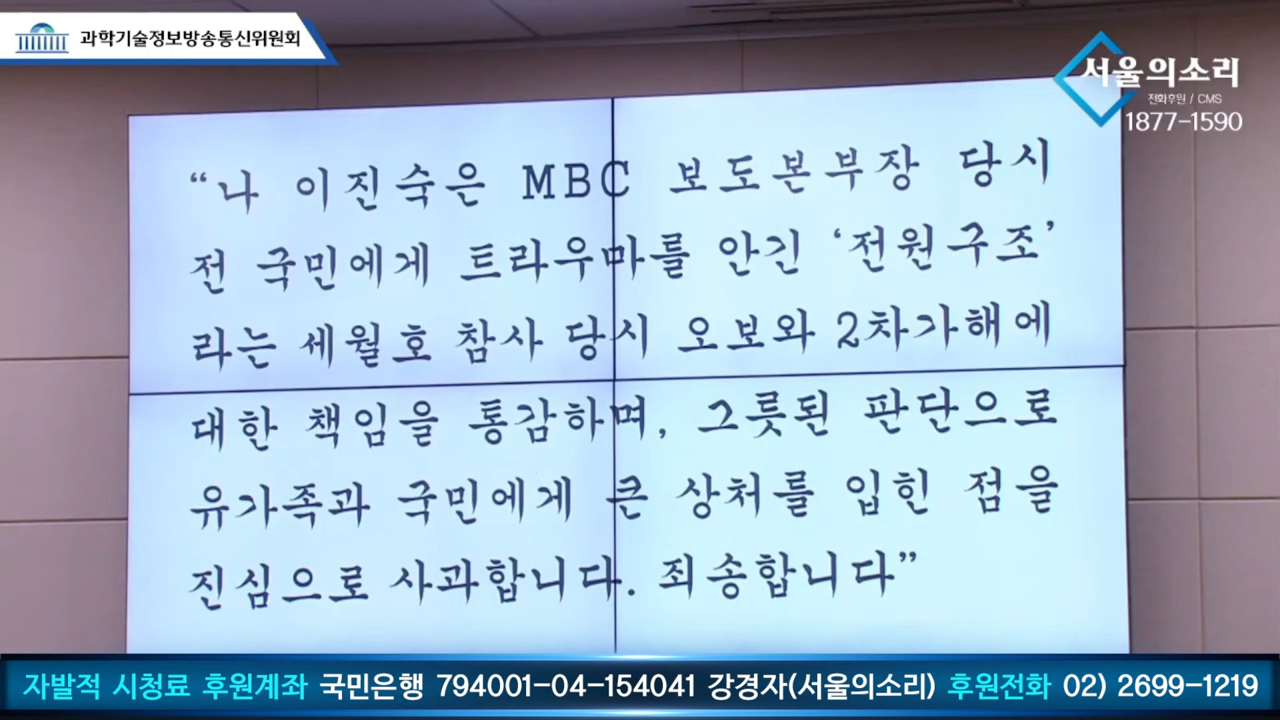 과학기술정보방송통신위원회
서울의소리
전화후원 / CMS
1877-1590
“나 이진숙은 MBC 보도본부장 당시
전 국민에게 트라우마를 안긴 ‘전원구조’
라는 세월호 참사 당시 오보와 2차가해에
대한 책임을 통감하며, 그릇된 판단으로
유가족과 국민에게 큰 상처를 입힌 점을
진심으로 사과합니다. 죄송합니다”
자발적 시청료 후원계좌 국민은행 794001-04-154041 강경자(서울의소리) 후원전화 02) 2699-1219